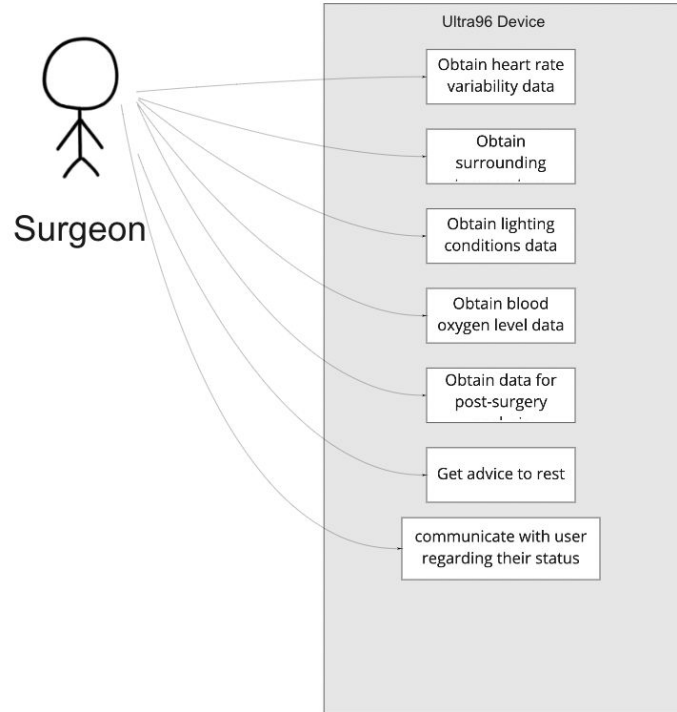 Ultra96 Device
Obtain heart rate
variability data
Obtain
surrounding
Obtain lighting
conditions data
Surgeon
Obtain blood
oxygen level data
Obtain data for
post-surgery
Get advice to rest
communicate with user
regarding their status